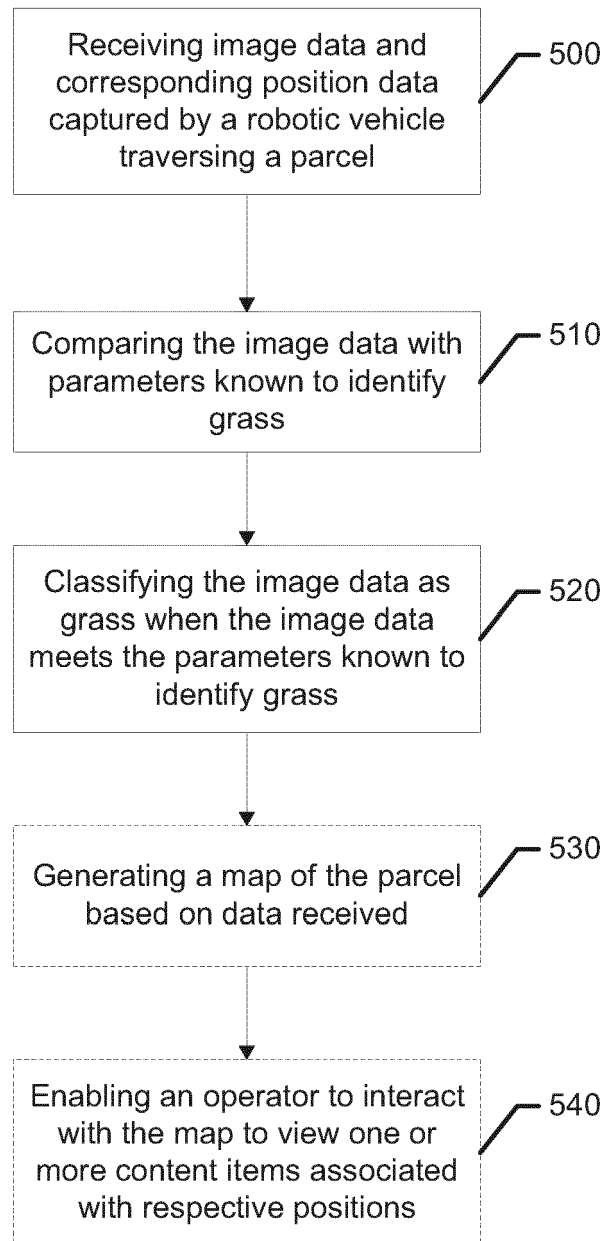 Receiving image data and
corresponding position data
captured by a robotic vehicle
traversing a parcel
500
Comparing the image data with
parameters known to identify
grass
510
Classifying the image data as
grass when the image data
meets the parameters known to
identify grass
520
Generating a map of the parcel
based on data received
530
Enabling an operator to interact
with the map to view one or
more content items associated
with respective positions
540